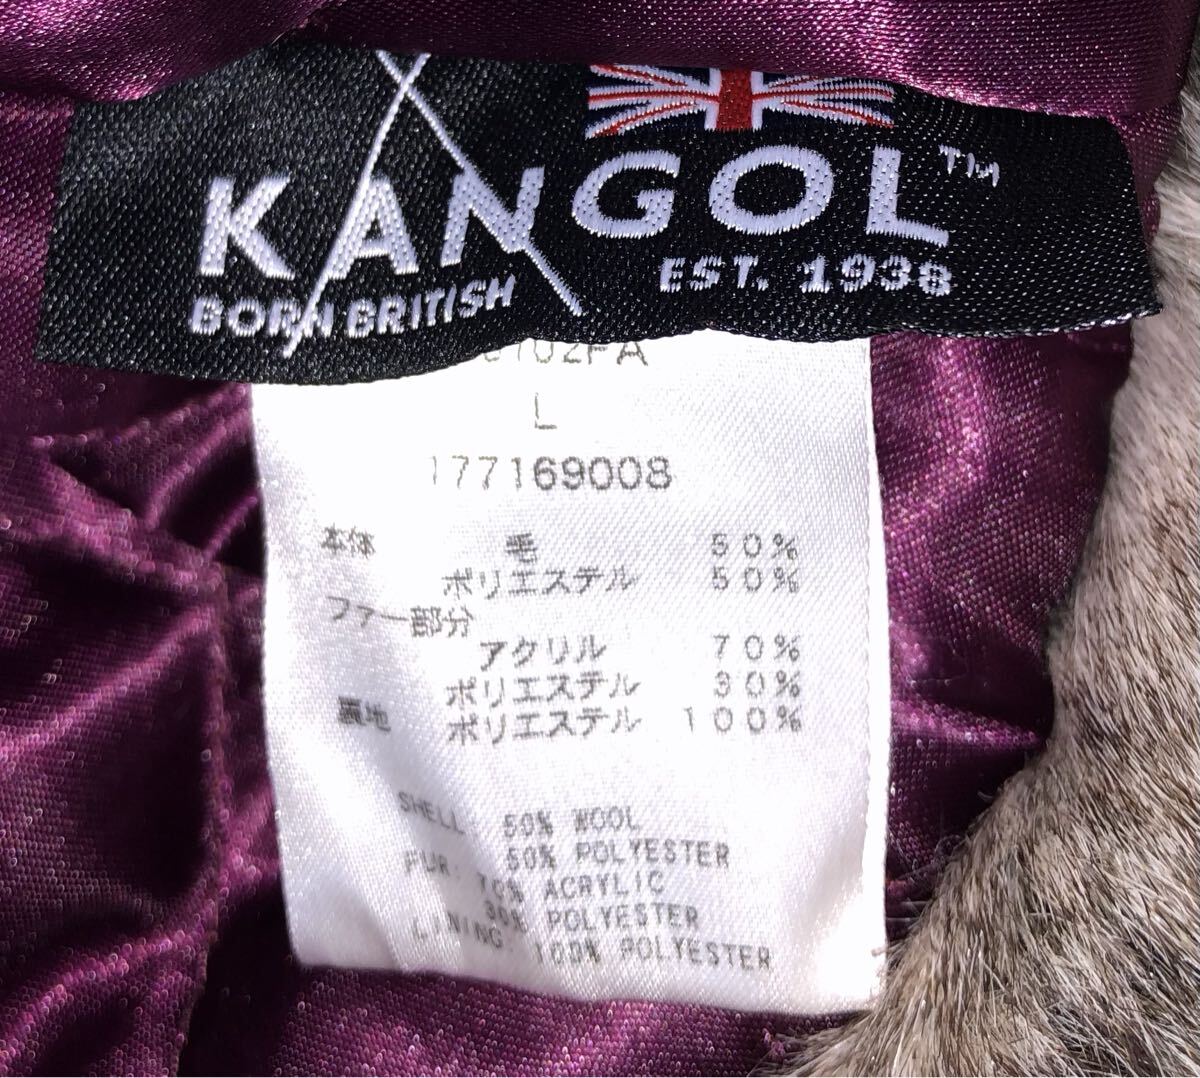 KANGOL™
BORN BRITISH EST. 1938
L
177169008
本体 毛 50%
ポリエステル 50%
ファー部分
アクリル 70%
ポリエステル 30%
裏地 ポリエステル 100%
SHELL 50% WOOL
50% POLYESTER
FUR: 70% ACRYLIC
30% POLYESTER
LINING: 100% POLYESTER